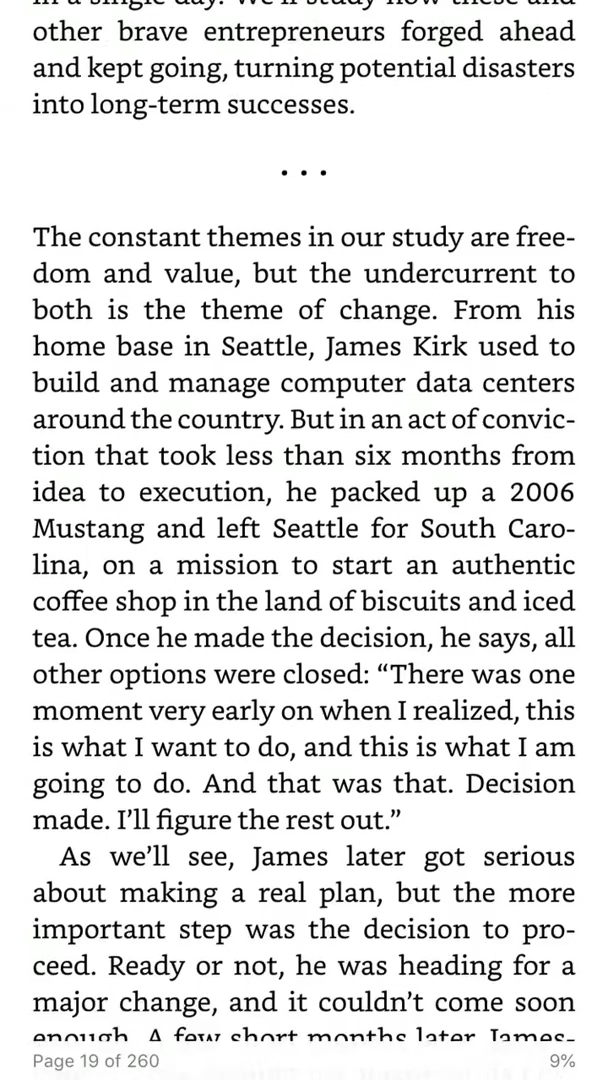 other brave entrepreneurs forged ahead
and kept going, turning potential disasters
into long-term successes.
...
The constant themes in our study are free-
dom and value, but the undercurrent to
both is the theme of change. From his
home base in Seattle, James Kirk used to
build and manage computer data centers
around the country. But in an act of convic-
tion that took less than six months from
idea to execution, he packed up a 2006
Mustang and left Seattle for South Caro-
lina, on a mission to start an authentic
coffee shop in the land of biscuits and iced
tea. Once he made the decision, he says, all
other options were closed: “There was one
moment very early on when I realized, this
is what I want to do, and this is what I am
going to do. And that was that. Decision
made. I’ll figure the rest out.”
As we’ll see, James later got serious
about making a real plan, but the more
important step was the decision to pro-
ceed. Ready or not, he was heading for a
major change, and it couldn’t come soon
enough. A few short months later, James-
Page 19 of 260
9%